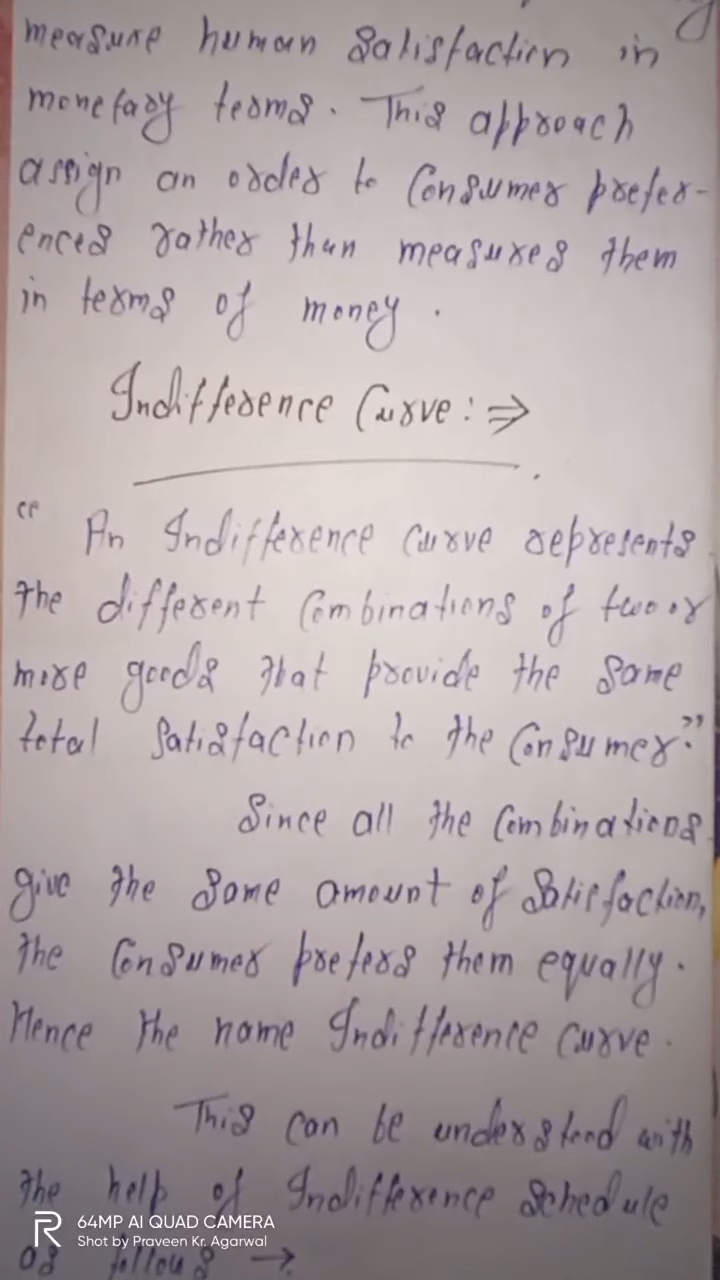 measure human satisfaction in
monetary terms. This approach
assign an order to Consumer prefer-
ences rather than measures them
in terms of money.
Indifference Curve: ⇒
“ An Indifference curve represents
the different Combinations of two or
more goods that provide the same
total satisfaction to the Consumer.”
Since all the Combinations
give the same amount of Satisfaction,
the Consumer prefers them equally.
Hence the name Indifference curve.
This can be understood with
the help of Indifference Schedule
as follows →
R
64MP AI QUAD CAMERA
Shot by Praveen Kr. Agarwal